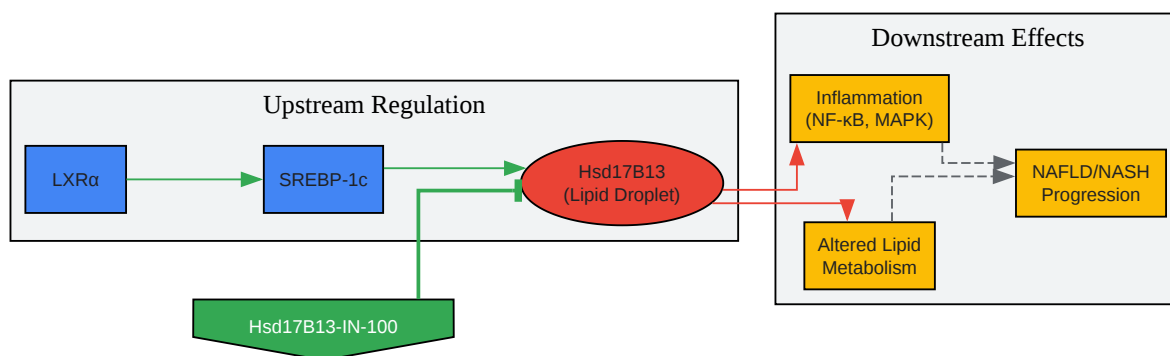 Downstream Effects
Upstream Regulation
Inflammation
(NF-κB, MAPK)
LXRα
SREBP-1c
Hsd17B13
(Lipid Droplet)
NAFLD/NASH
Progression
Altered Lipid
Metabolism
Hsd17B13-IN-100